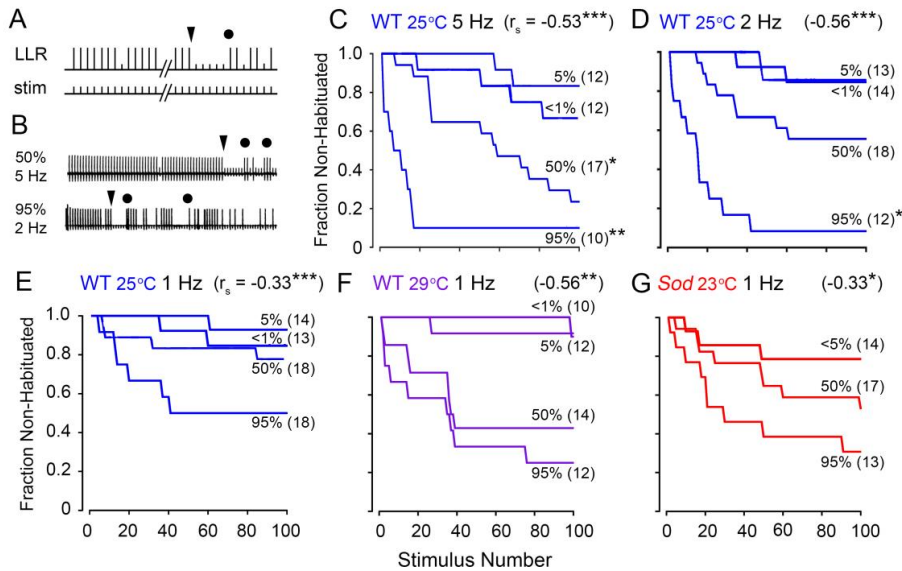 A
LLR
stim
B
50%
5 Hz
95%
2 Hz
C WT 25°C 5 Hz (rs = -0.53***)
Fraction Non-Habituated
1.0
0.8
0.6
0.4
0.2
0
5% (12)
<1% (12)
50% (17)*
95% (10)**
D WT 25°C 2 Hz (-0.56***)
5% (13)
<1% (14)
50% (18)
95% (12)*
E WT 25°C 1 Hz (rs = -0.33***)
Fraction Non-Habituated
1.0
0.8
0.6
0.4
0.2
0
5% (14)
<1% (13)
50% (18)
95% (18)
0 20 40 60 80 100
F WT 29°C 1 Hz (-0.56**)
<1% (10)
5% (12)
50% (14)
95% (12)
0 20 40 60 80 100
G Sod 23°C 1 Hz (-0.33*)
<5% (14)
50% (17)
95% (13)
0 20 40 60 80 100
Stimulus Number